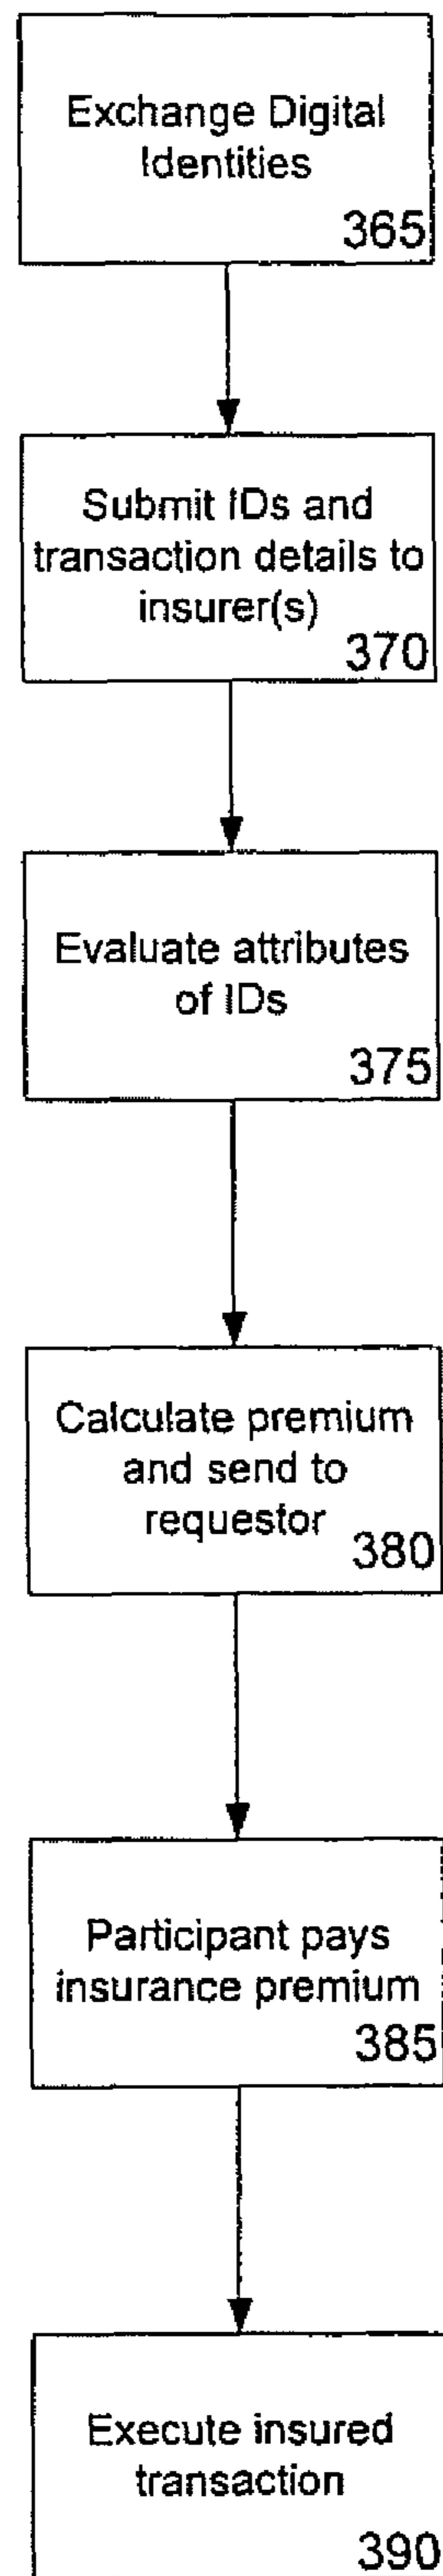 Exchange Digital
Identities
365
Submit IDs and
transaction details to
insurer(s)
370
Evaluate attributes
of IDs
375
Calculate premium
and send to
requestor
380
Participant pays
insurance premium
385
Execute insured
transaction
390